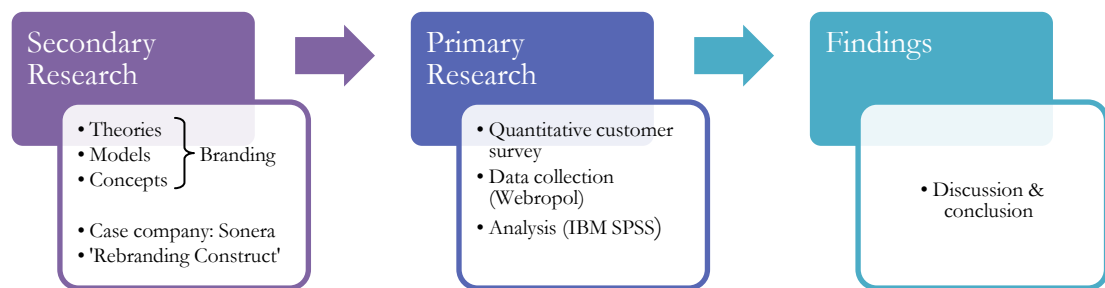 Secondary
Research
• Theories
• Models
• Concepts
Branding
• Case company: Sonera
• 'Rebranding Construct'
Primary
Research
• Quantitative customer
survey
• Data collection
(Webropol)
• Analysis (IBM SPSS)
Findings
• Discussion &
conclusion